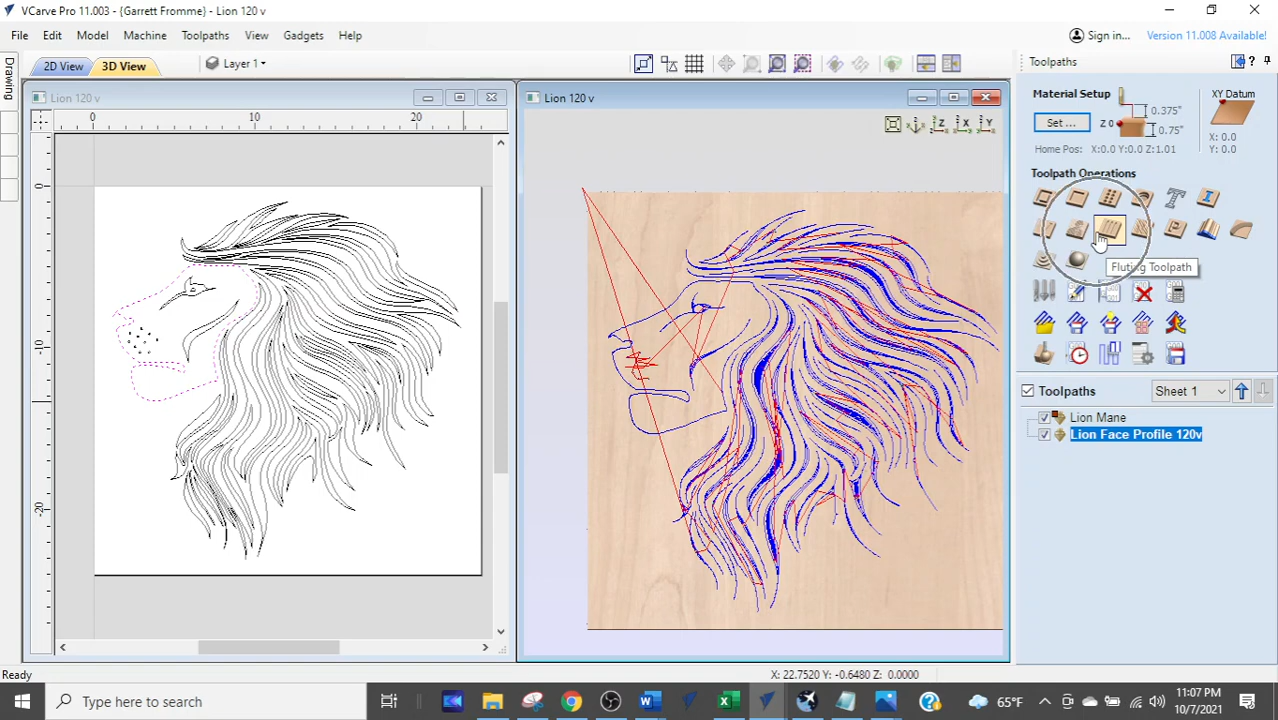 VCarve Pro 11.003 - {Garrett Fromme} - Lion 120 v
File Edit Model Machine Toolpaths View Gadgets Help
Sign in... Version 11.008 Available!
Drawing
2D View 3D View Layer 1
Toolpaths
Lion 120 v
Lion 120 v
0 10 20
0
-10
-20
Z X Y
Material Setup
XY Datum
Set ...
Z 0
0.375"
0.75"
X: 0.0
Y: 0.0
Home Pos: X:0.0 Y:0.0 Z:1.01
Toolpath Operations
Fluting Toolpath
Toolpaths Sheet 1
Lion Mane
Lion Face Profile 120v
Ready
X: 22.7520 Y: -0.6480 Z: 0.0000
Type here to search
65°F
11:07 PM
10/7/2021